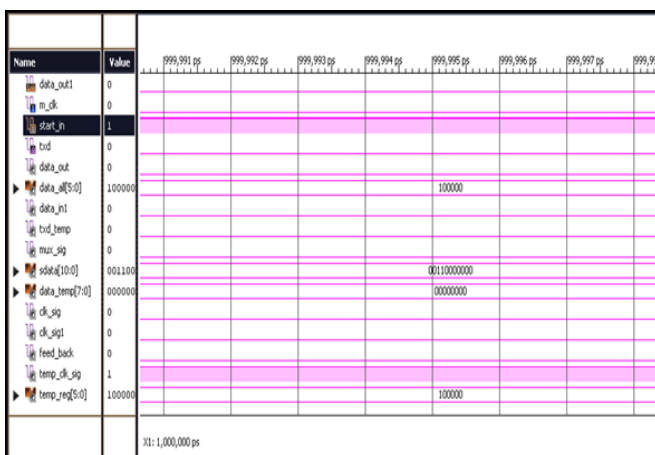 999,991 ps 999,992 ps 999,993 ps 999,994 ps 999,995 ps 999,996 ps 999,997 ps 999,99
Name Value
data_out1 0
m_clk 0
start_in 1
txd 0
data_out 0
data_all[5:0] 100000 100000
data_in1 0
txd_temp 0
mux_sig 0
sdata[10:0] 001100 00110000000
data_temp[7:0] 000000 00000000
clk_sig 0
clk_sig1 0
feed_back 0
temp_clk_sig 1
temp_reg[5:0] 100000 100000
X1: 1,000,000 ps